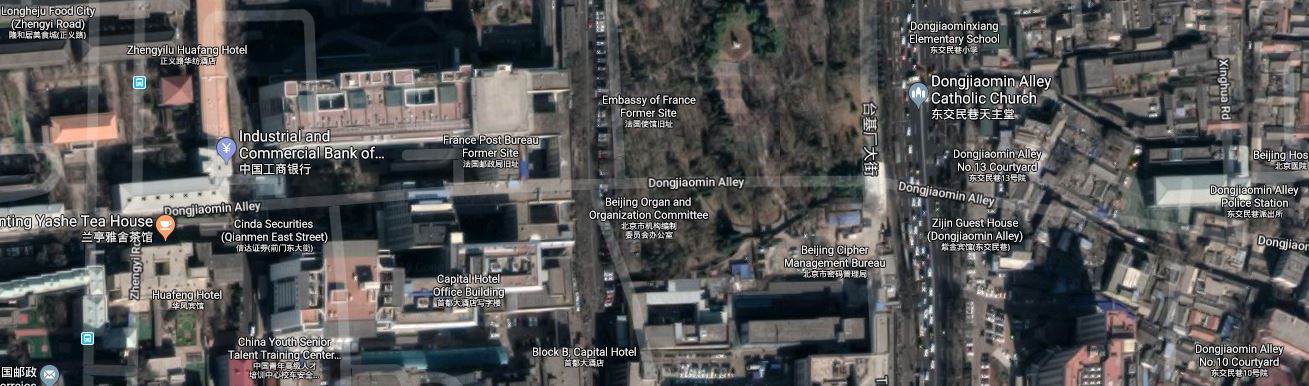 Longheju Food City
(Zhengyi Road)
隆和居美食城(正义路)
Zhengyilu Huafang Hotel
正义路华纺酒店
Industrial and
Commercial Bank of...
中国工商银行
France Post Bureau
Former Site
法国邮政局旧址
Embassy of France
Former Site
法国使馆旧址
Dongjiaominxiang
Elementary School
东交民巷小学
Dongjiaomin Alley
Catholic Church
东交民巷天主堂
台基厂大街
Xinghua Rd
Dongjiaomin Alley
No.13 Courtyard
东交民巷13号院
Beijing Hos
北京医院
Dongjiaomin Alley
Police Station
东交民巷派出所
Dongjiaomin Alley
Dongjiaomin Alley
Dongjiaomin Alley
Dongjiaon
nting Yashe Tea House
兰亭雅舍茶馆
Cinda Securities
(Qianmen East Street)
信达证券(前门东大街)
Beijing Organ and
Organization Committee
北京市机构编制
委员会办公室
Zijin Guest House
(Dongjiaomin Alley)
紫金宾馆(东交民巷)
Beijing Cipher
Management Bureau
北京市密码管理局
Zhengyi R
Huafeng Hotel
华风宾馆
Capital Hotel
Office Building
首都大酒店写字楼
China Youth Senior
Talent Training Center...
中国青年高级人才
培训中心校车安全...
Block B, Capital Hotel
首都大酒店
Dongjiaomin Alley
No.10 Courtyard
东交民巷10号院
国邮政
orreios
T